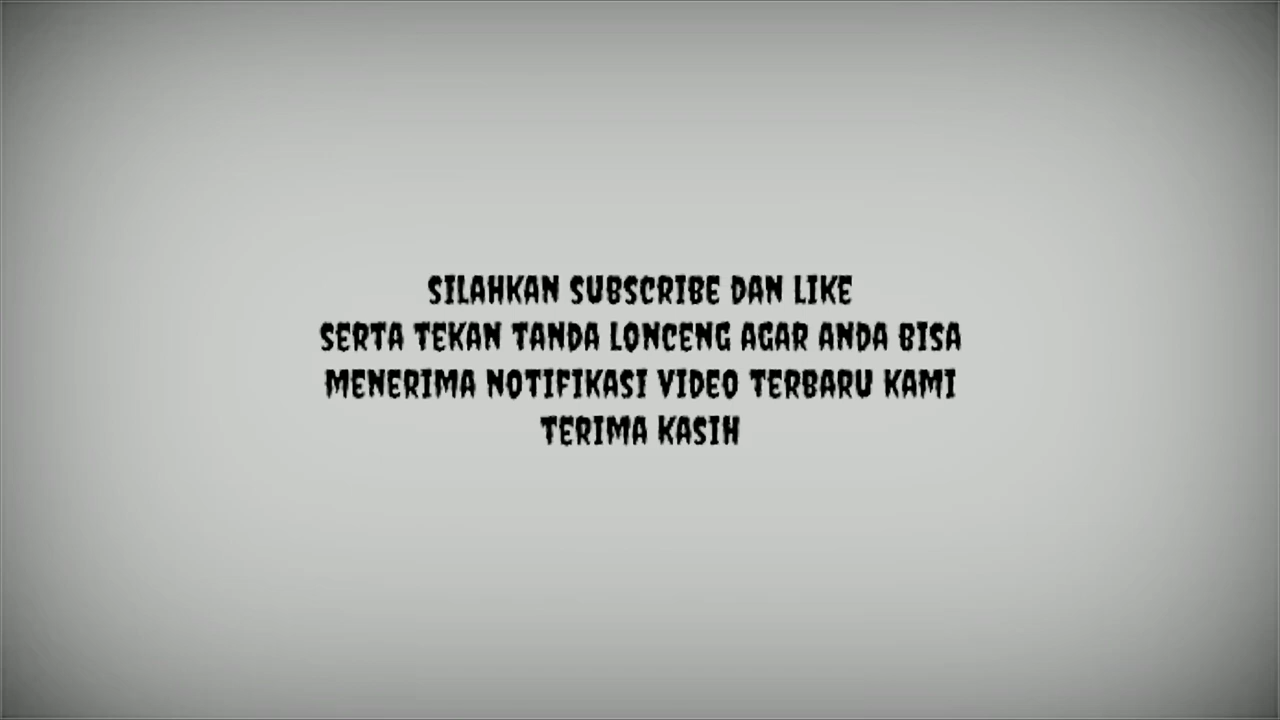 SILAHKAN SUBSCRIBE DAN LIKE
SERTA TEKAN TANDA LONCENG AGAR ANDA BISA
MENERIMA NOTIFIKASI VIDEO TERBARU KAMI
TERIMA KASIH